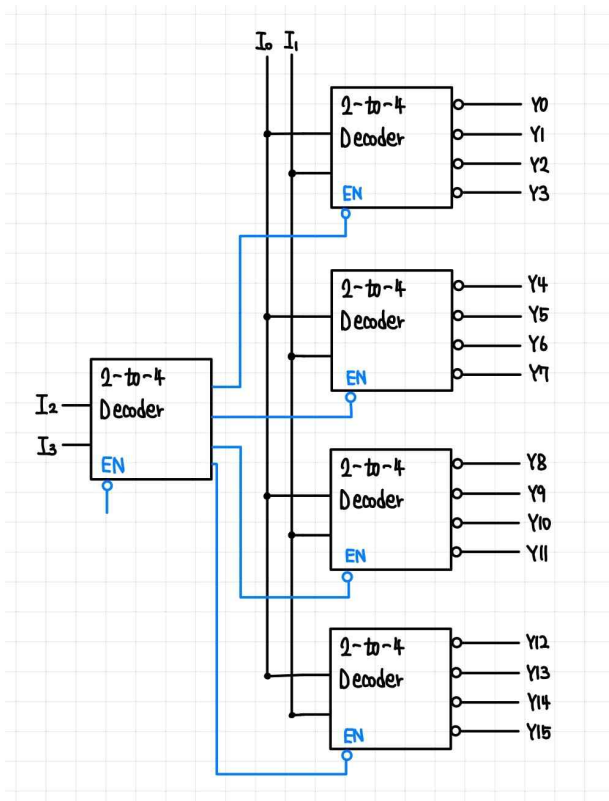 I₀ I₁
2-to-4
Decoder
EN
Y0
Y1
Y2
Y3
2-to-4
Decoder
EN
Y4
Y5
Y6
Y7
I₂
I₃
2-to-4
Decoder
EN
2-to-4
Decoder
EN
Y8
Y9
Y10
Y11
2-to-4
Decoder
EN
Y12
Y13
Y14
Y15